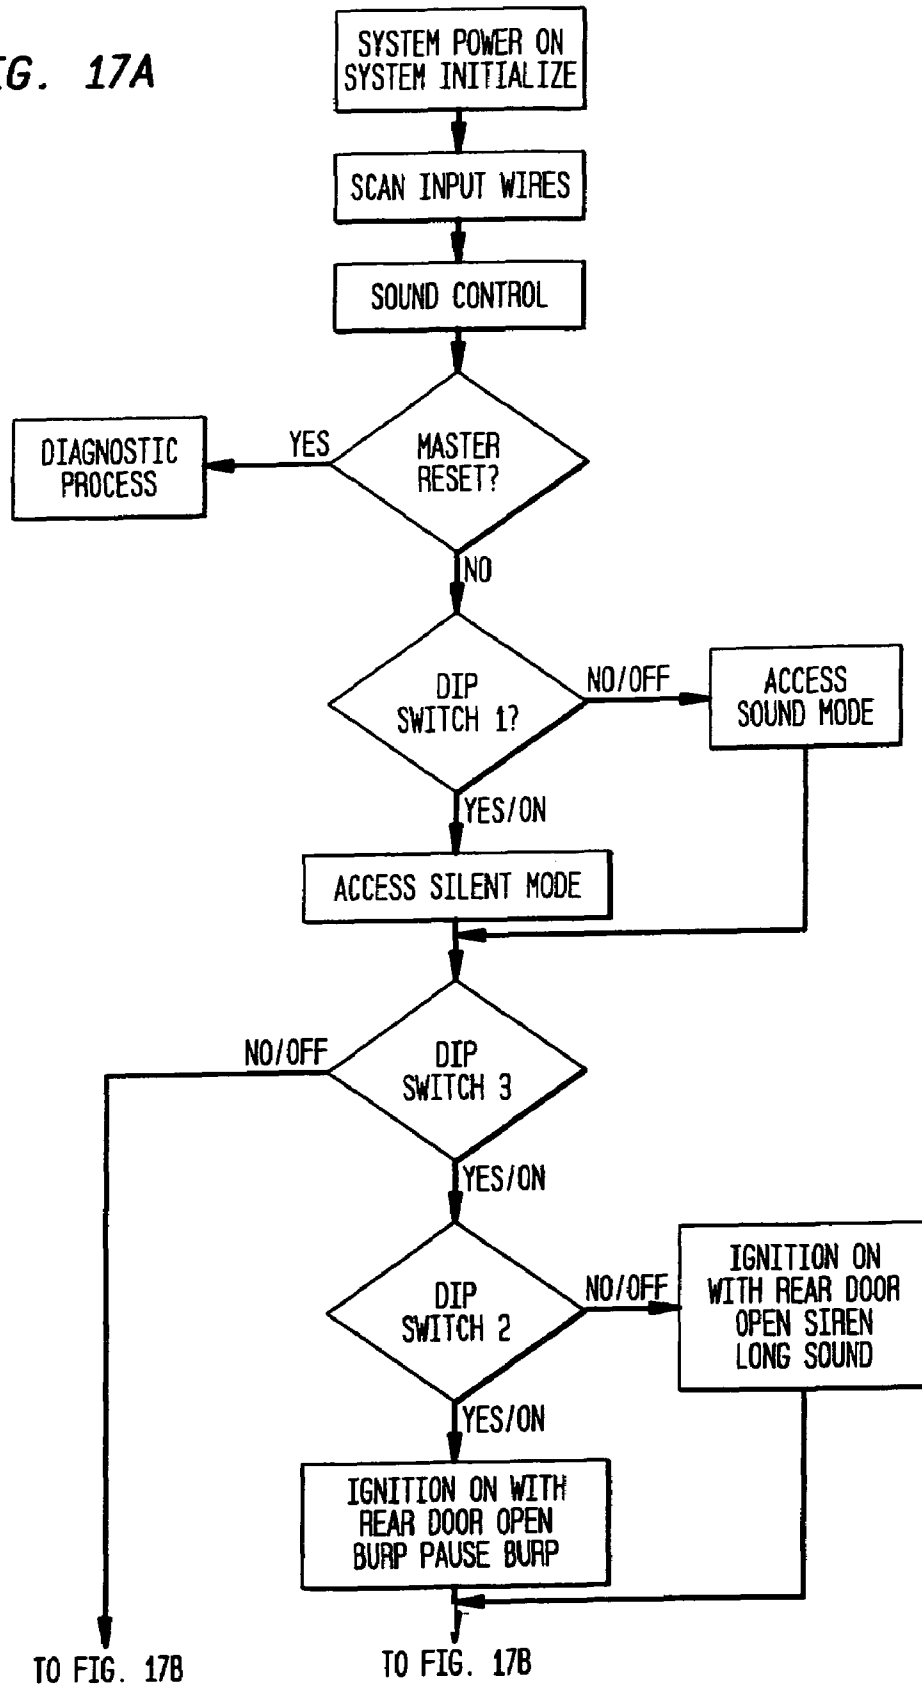 FIG. 17A
SYSTEM POWER ON
SYSTEM INITIALIZE
SCAN INPUT WIRES
SOUND CONTROL
MASTER
RESET?
YES
DIAGNOSTIC
PROCESS
NO
DIP
SWITCH 1?
NO/OFF
ACCESS
SOUND MODE
YES/ON
ACCESS SILENT MODE
DIP
SWITCH 3
NO/OFF
YES/ON
DIP
SWITCH 2
NO/OFF
IGNITION ON
WITH REAR DOOR
OPEN SIREN
LONG SOUND
YES/ON
IGNITION ON WITH
REAR DOOR OPEN
BURP PAUSE BURP
TO FIG. 17B
TO FIG. 17B